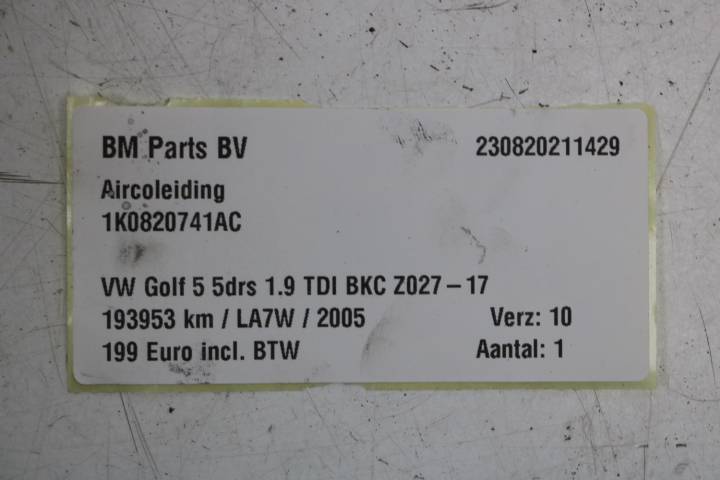 BM Parts BV 230820211429
Aircoleiding
1K0820741AC
VW Golf 5 5drs 1.9 TDI BKC Z027-17
193953 km / LA7W / 2005 Verz: 10
199 Euro incl. BTW Aantal: 1